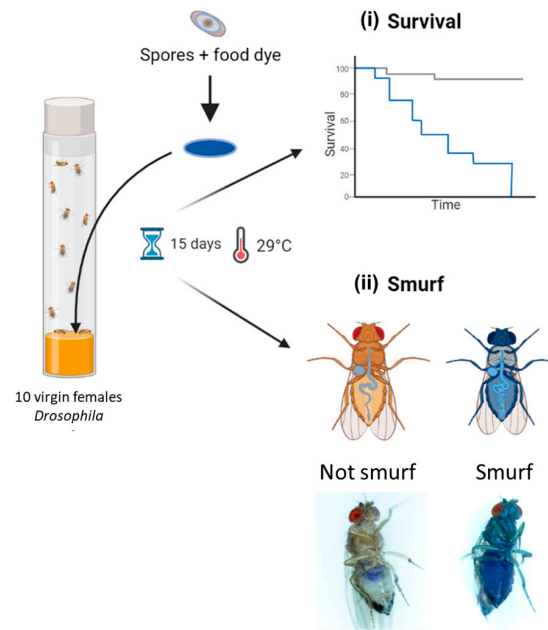 (i) Survival
Spores + food dye
100
80
60
40
20
0
Survival
Time
15 days
29°C
(ii) Smurf
10 virgin females
Drosophila
Not smurf
Smurf